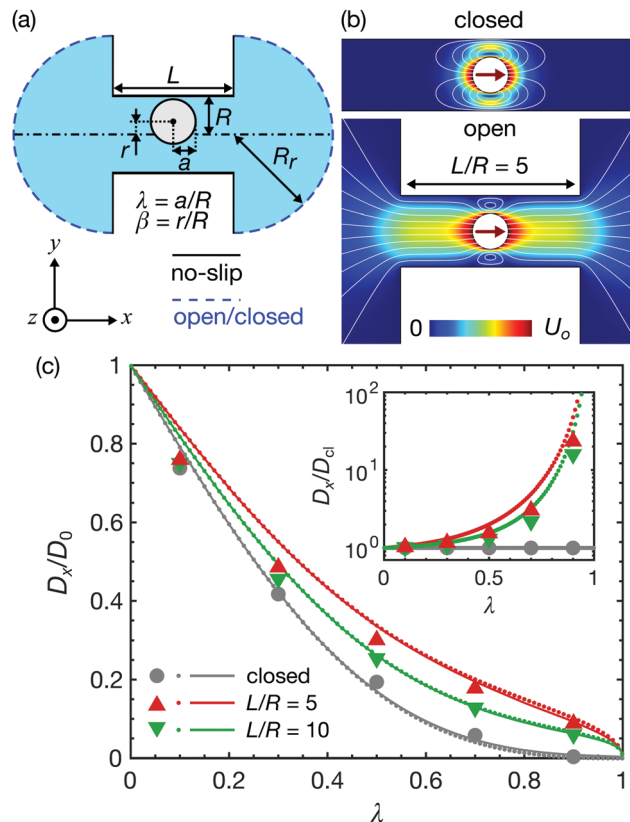 (a)
L
R
r
a
R_r
λ = a/R
β = r/R
y
z
x
no-slip
open/closed
(b)
closed
open
L/R = 5
0
U_o
(c)
1
0.8
0.6
0.4
0.2
0
D_x/D_0
closed
L/R = 5
L/R = 10
0
0.2
0.4
0.6
0.8
1
λ
10^2
10^1
10^0
D_x/D_cl
0
0.5
1
λ